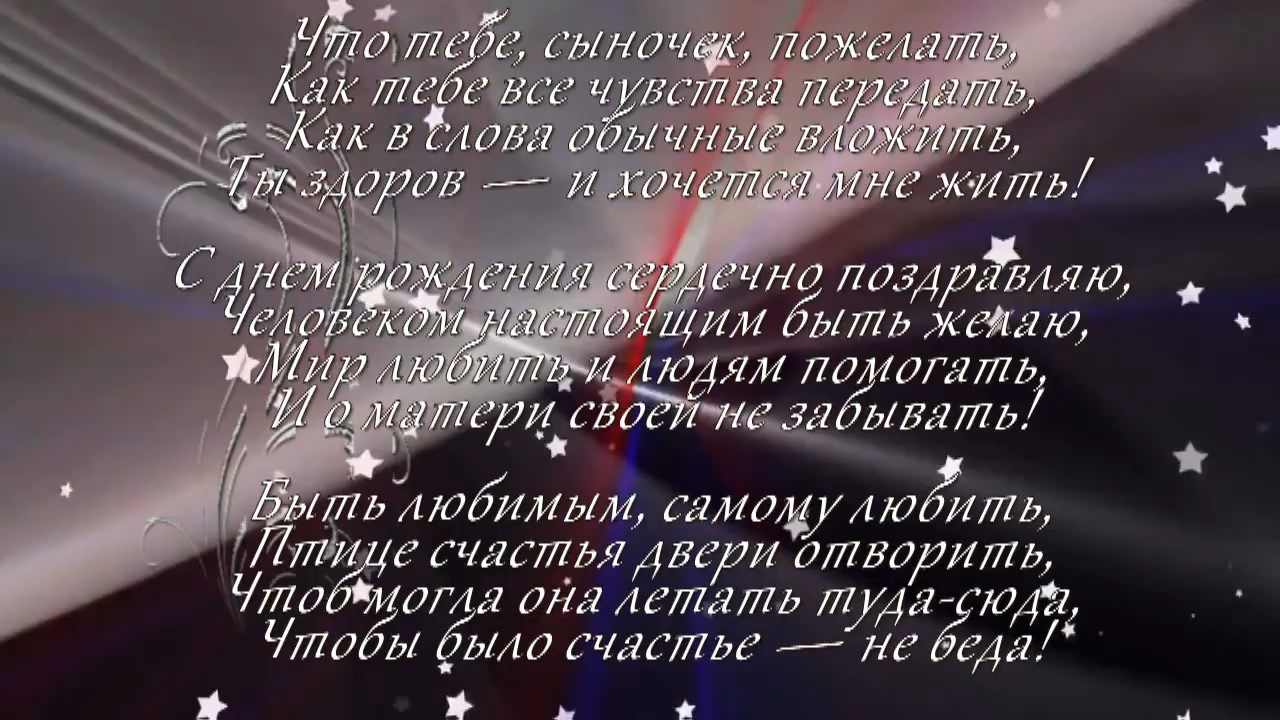 Что тебе, сыночек, пожелать,
Как тебе все чувства передать,
Как в слова обычные вложить,
Ты здоров — и хочется мне жить!
С днем рождения сердечно поздравляю,
Человеком настоящим быть желаю,
Мир любить и людям помогать,
И о матери своей не забывать!
Быть любимым, самому любить,
Птице счастья двери отворить,
Чтоб могла она летать туда-сюда,
Чтобы было счастье — не беда!